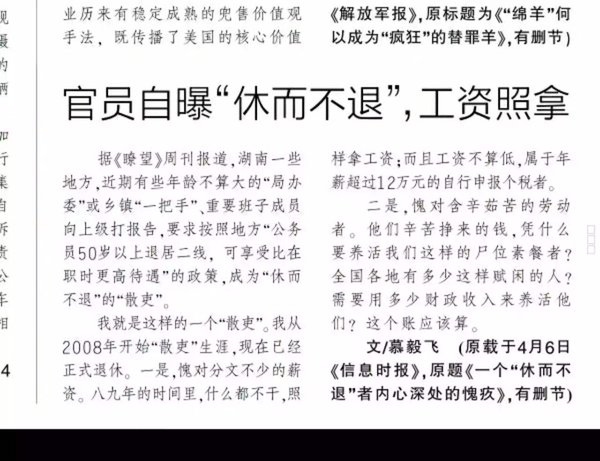 业历来有稳定成熟的兜售价值观
手法，既传播了美国的核心价值
《解放军报》，原标题为《“绵羊”何
以成为“疯狂”的替罪羊》，有删节）
官员自曝“休而不退”，工资照拿
据《瞭望》周刊报道，湖南一些
地方，近期有些年龄不算大的“局办
委”或乡镇“一把手”、重要班子成员
向上级打报告，要求按照地方“公务
员50岁以上退居二线，可享受比在
职时更高待遇”的政策，成为“休而
不退”的“散吏”。
我就是这样的一个“散吏”。我从
2008年开始“散吏”生涯，现在已经
正式退休。一是，愧对分文不少的薪
资。八九年的时间里，什么都不干，照
样拿工资；而且工资不算低，属于年
薪超过12万元的自行申报个税者。
二是，愧对含辛茹苦的劳动
者。他们辛苦挣来的钱，凭什么
要养活我们这样的尸位素餐者？
全国各地有多少这样赋闲的人？
需要用多少财政收入来养活他
们？这个账应该算。
文/慕毅飞　（原载于4月6日
《信息时报》，原题《一个“休而不
退”者内心深处的愧疚》，有删节）
的
加
行
集
自
诉
责
公
车
相
4